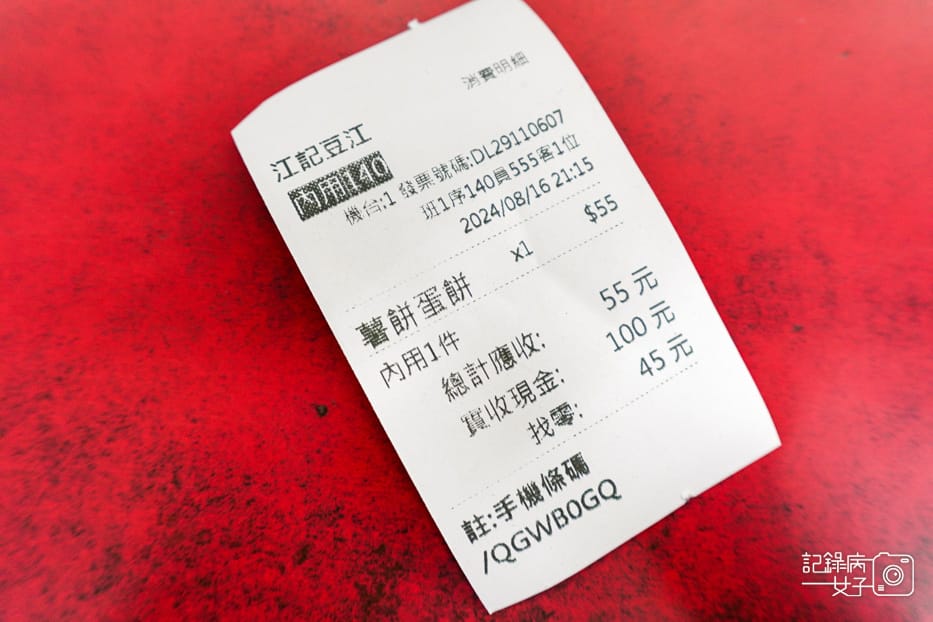 消費明細
江記豆江
內用140
機台:1 發票號碼:DL29110607
班1序140員555客1位
2024/08/16 21:15
薯餅蛋餅 x1 $55
內用1件
總計應收: 55 元
實收現金: 100 元
找零: 45 元
註:手機條碼
/QGWB0GQ
記錄病
女子